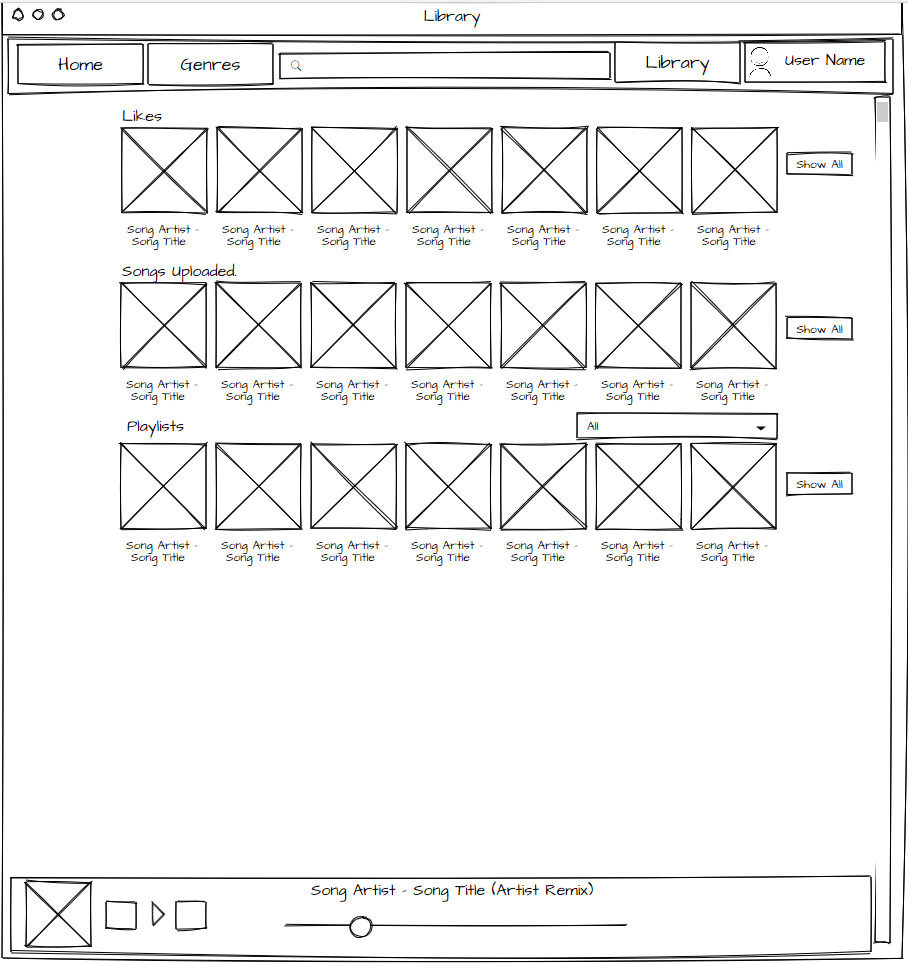 Library
Home
Genres
Library
User Name
Likes
Song Artist - Song Artist - Song Artist - Song Artist - Song Artist - Song Artist - Song Artist -
Song Title Song Title Song Title Song Title Song Title Song Title Song Title
Show All
Songs Uploaded.
Song Artist - Song Artist - Song Artist - Song Artist - Song Artist - Song Artist - Song Artist -
Song Title Song Title Song Title Song Title Song Title Song Title Song Title
Show All
Playlists
All
Song Artist - Song Artist - Song Artist - Song Artist - Song Artist - Song Artist - Song Artist -
Song Title Song Title Song Title Song Title Song Title Song Title Song Title
Show All
Song Artist - Song Title (Artist Remix)